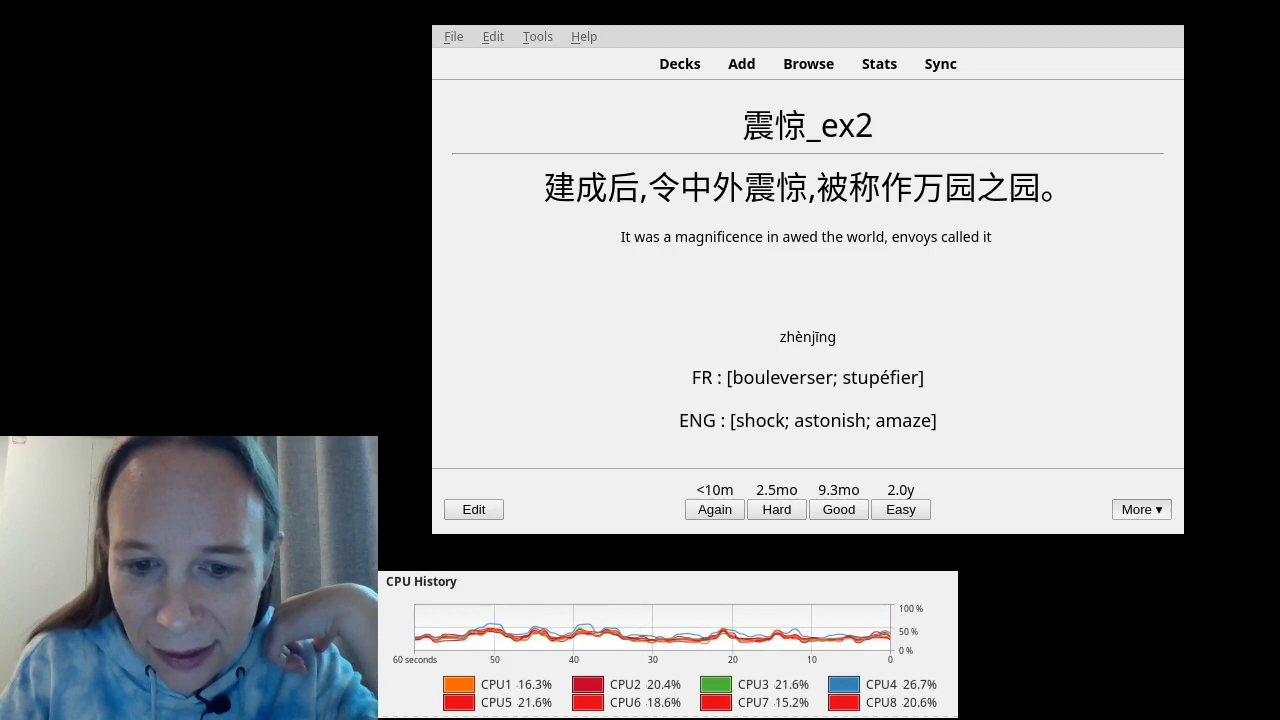 File Edit Tools Help
Decks Add Browse Stats Sync
震惊_ex2
建成后,令中外震惊,被称作万园之园。
It was a magnificence in awed the world, envoys called it
zhènjīng
FR : [bouleverser; stupéfier]
ENG : [shock; astonish; amaze]
<10m 2.5mo 9.3mo 2.0y
Edit Again Hard Good Easy More ▾
CPU History
100 %
50 %
0 %
60 seconds 50 40 30 20 10 0
CPU1 16.3% CPU2 20.4% CPU3 21.6% CPU4 26.7%
CPU5 21.6% CPU6 18.6% CPU7 15.2% CPU8 20.6%